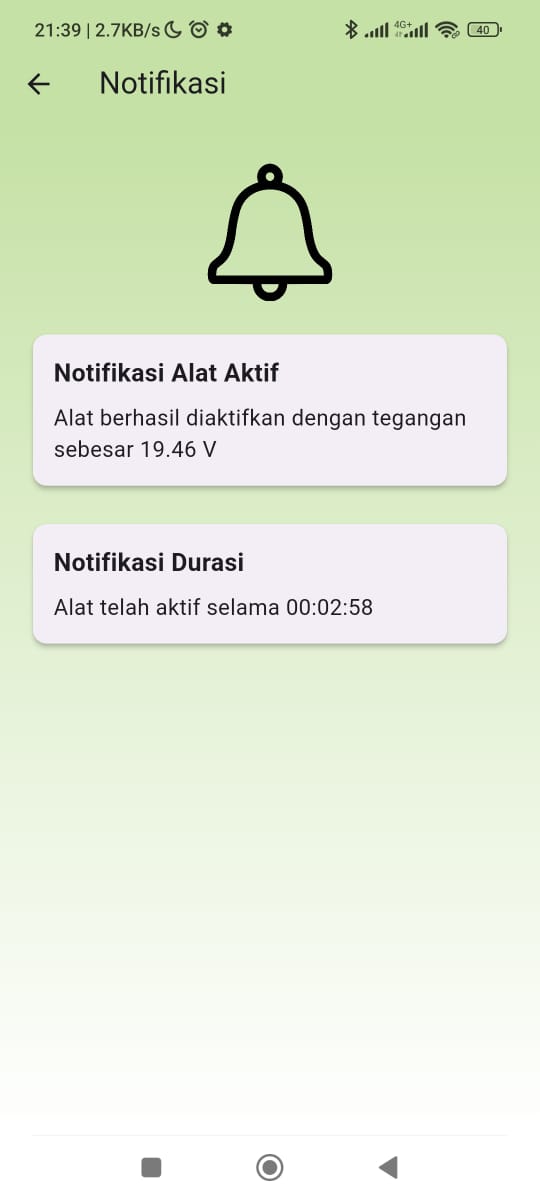 21:39 | 2.7KB/s
4G+
40
Notifikasi
Notifikasi Alat Aktif
Alat berhasil diaktifkan dengan tegangan
sebesar 19.46 V
Notifikasi Durasi
Alat telah aktif selama 00:02:58